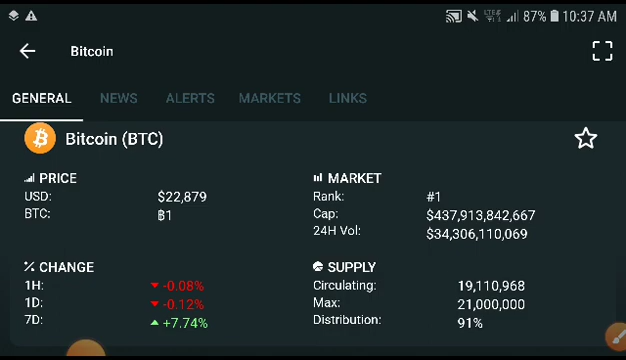 87% 10:37 AM
Bitcoin
GENERAL NEWS ALERTS MARKETS LINKS
Bitcoin (BTC)
PRICE
USD: $22,879
BTC: ฿1
MARKET
Rank: #1
Cap: $437,913,842,667
24H Vol: $34,306,110,069
CHANGE
1H: -0.08%
1D: -0.12%
7D: +7.74%
SUPPLY
Circulating: 19,110,968
Max: 21,000,000
Distribution: 91%